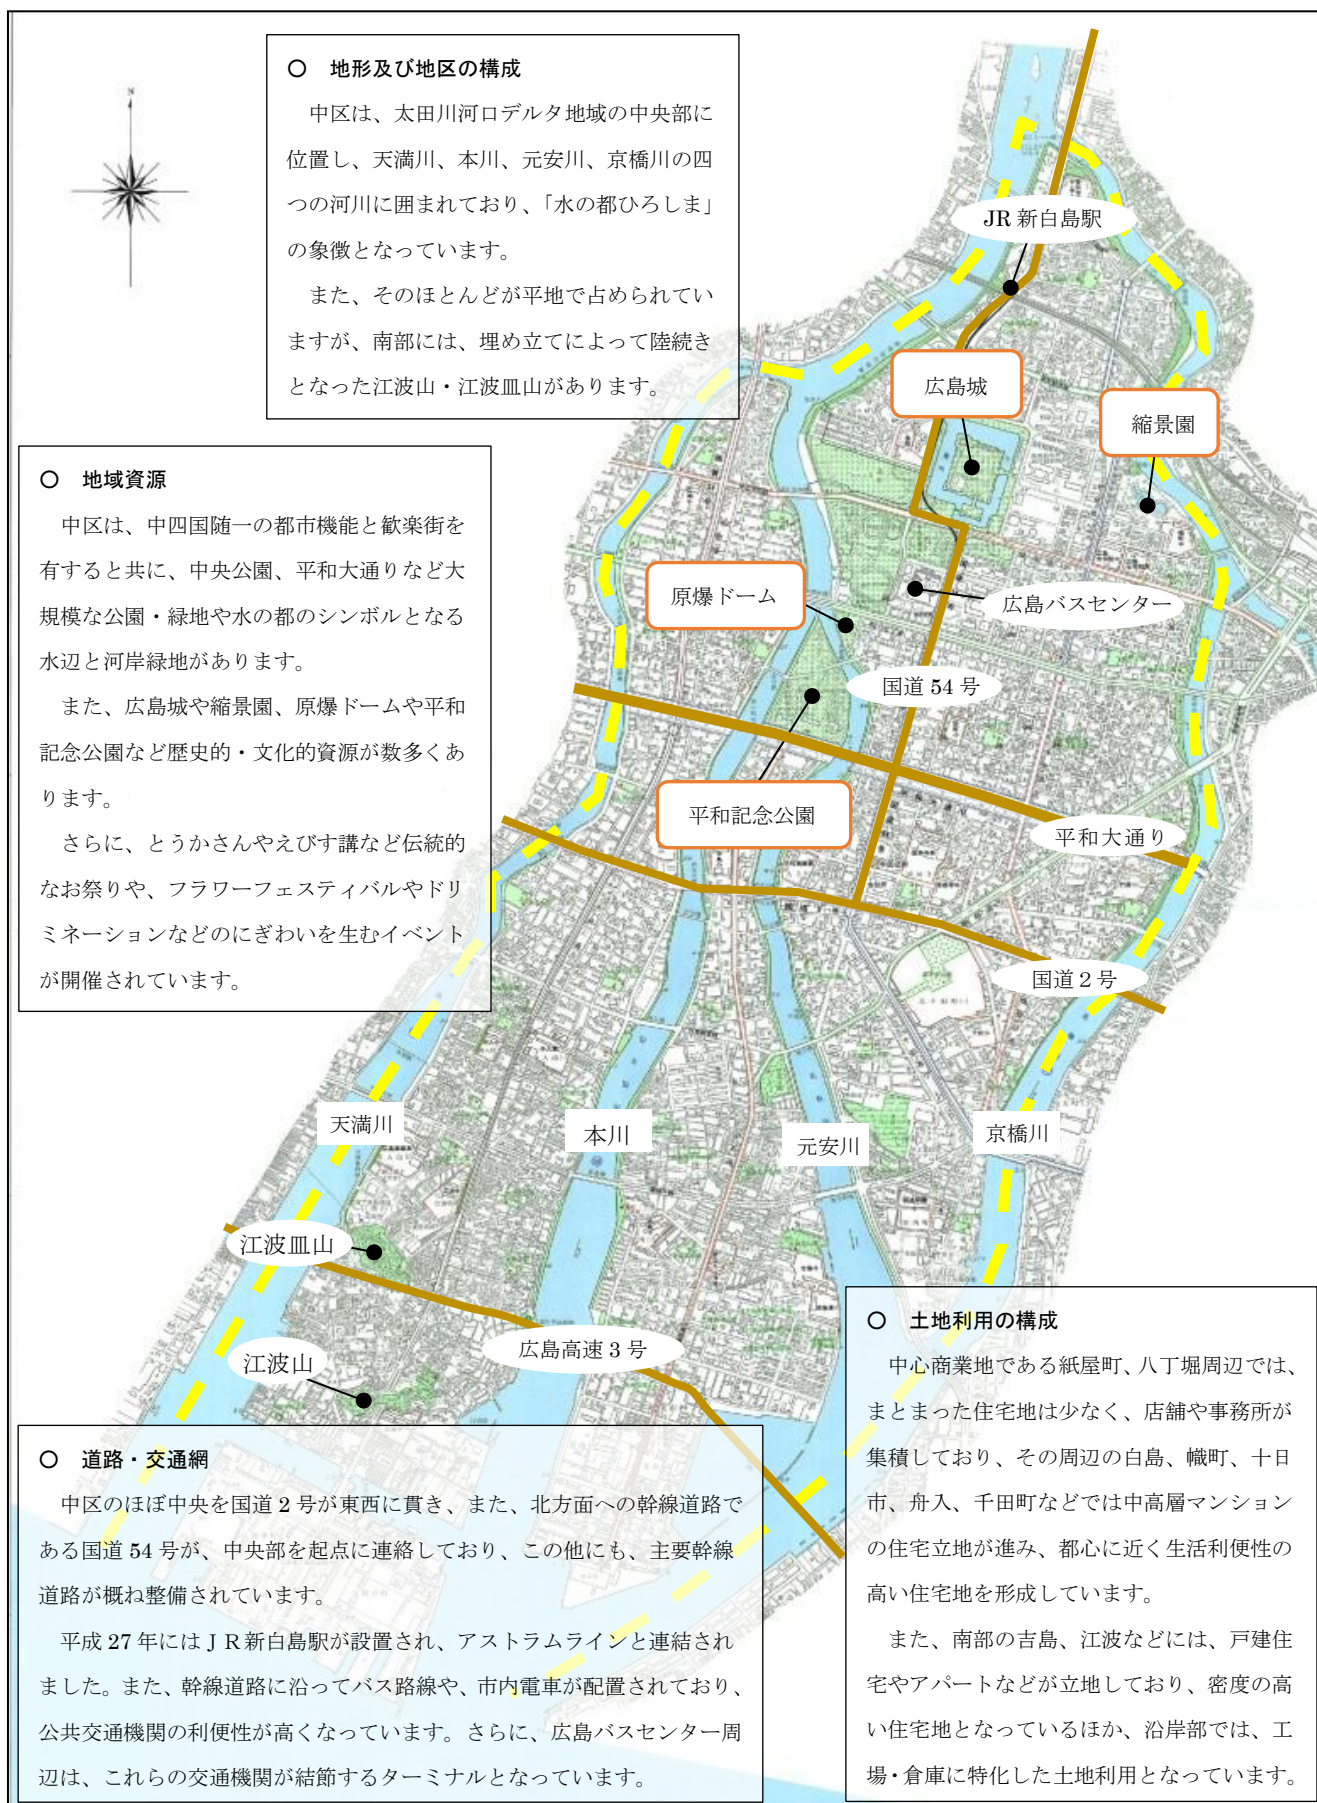 N
○　地形及び地区の構成
中区は、太田川河口デルタ地域の中央部に
位置し、天満川、本川、元安川、京橋川の四
つの河川に囲まれており、「水の都ひろしま」
の象徴となっています。
また、そのほとんどが平地で占められてい
ますが、南部には、埋め立てによって陸続き
となった江波山・江波皿山があります。
JR 新白島駅
広島城
縮景園
○　地域資源
中区は、中四国随一の都市機能と歓楽街を
有すると共に、中央公園、平和大通りなど大
規模な公園・緑地や水の都のシンボルとなる
水辺と河岸緑地があります。
また、広島城や縮景園、原爆ドームや平和
記念公園など歴史的・文化的資源が数多くあ
ります。
さらに、とうかさんやえびす講など伝統的
なお祭りや、フラワーフェスティバルやドリ
ミネーションなどのにぎわいを生むイベント
が開催されています。
原爆ドーム
広島バスセンター
国道 54 号
平和記念公園
平和大通り
国道 2 号
天満川
本川
元安川
京橋川
江波皿山
広島高速 3 号
江波山
○　道路・交通網
中区のほぼ中央を国道 2 号が東西に貫き、また、北方面への幹線道路で
ある国道 54 号が、中央部を起点に連絡しており、この他にも、主要幹線
道路が概ね整備されています。
平成 27 年にはＪＲ新白島駅が設置され、アストラムラインと連結され
ました。また、幹線道路に沿ってバス路線や、市内電車が配置されており、
公共交通機関の利便性が高くなっています。さらに、広島バスセンター周
辺は、これらの交通機関が結節するターミナルとなっています。
○　土地利用の構成
中心商業地である紙屋町、八丁堀周辺では、
まとまった住宅地は少なく、店舗や事務所が
集積しており、その周辺の白島、幟町、十日
市、舟入、千田町などでは中高層マンション
の住宅立地が進み、都心に近く生活利便性の
高い住宅地を形成しています。
また、南部の吉島、江波などには、戸建住
宅やアパートなどが立地しており、密度の高
い住宅地となっているほか、沿岸部では、工
場・倉庫に特化した土地利用となっています。